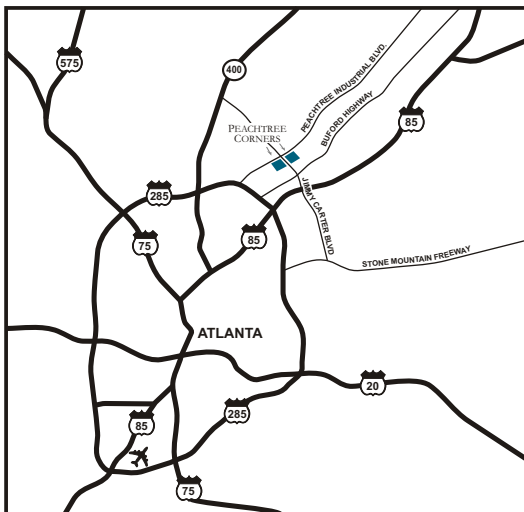 575
400
PEACHTREE INDUSTRIAL BLVD.
BUFORD HIGHWAY
85
PEACHTREE
CORNERS
285
JIMMY CARTER BLVD
75
85
STONE MOUNTAIN FREEWAY
ATLANTA
20
285
85
75